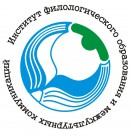 Институт филологического образования и межкультурных коммуникаций